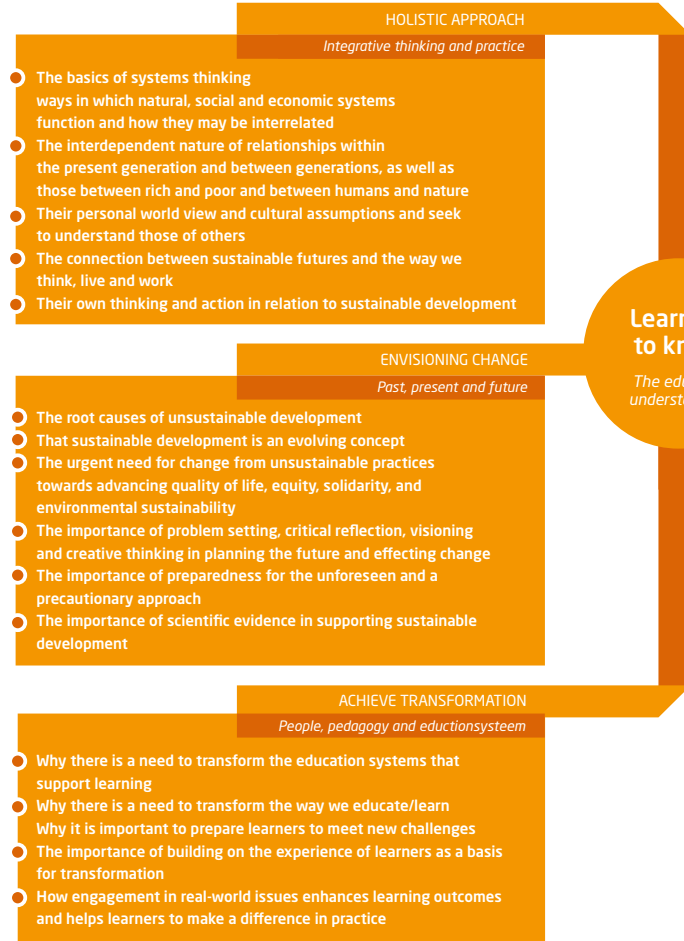 HOLISTIC APPROACH
Integrative thinking and practice
The basics of systems thinking
ways in which natural, social and economic systems
function and how they may be interrelated
The interdependent nature of relationships within
the present generation and between generations, as well as
those between rich and poor and between humans and nature
Their personal world view and cultural assumptions and seek
to understand those of others
The connection between sustainable futures and the way we
think, live and work
Their own thinking and action in relation to sustainable development
ENVISIONING CHANGE
Past, present and future
The root causes of unsustainable development
That sustainable development is an evolving concept
The urgent need for change from unsustainable practices
towards advancing quality of life, equity, solidarity, and
environmental sustainability
The importance of problem setting, critical reflection, visioning
and creative thinking in planning the future and effecting change
The importance of preparedness for the unforeseen and a
precautionary approach
The importance of scientific evidence in supporting sustainable
development
ACHIEVE TRANSFORMATION
People, pedagogy and eductionsysteem
Why there is a need to transform the education systems that
support learning
Why there is a need to transform the way we educate/learn
Why it is important to prepare learners to meet new challenges
The importance of building on the experience of learners as a basis
for transformation
How engagement in real-world issues enhances learning outcomes
and helps learners to make a difference in practice
Learn
to kn
The edu
understa